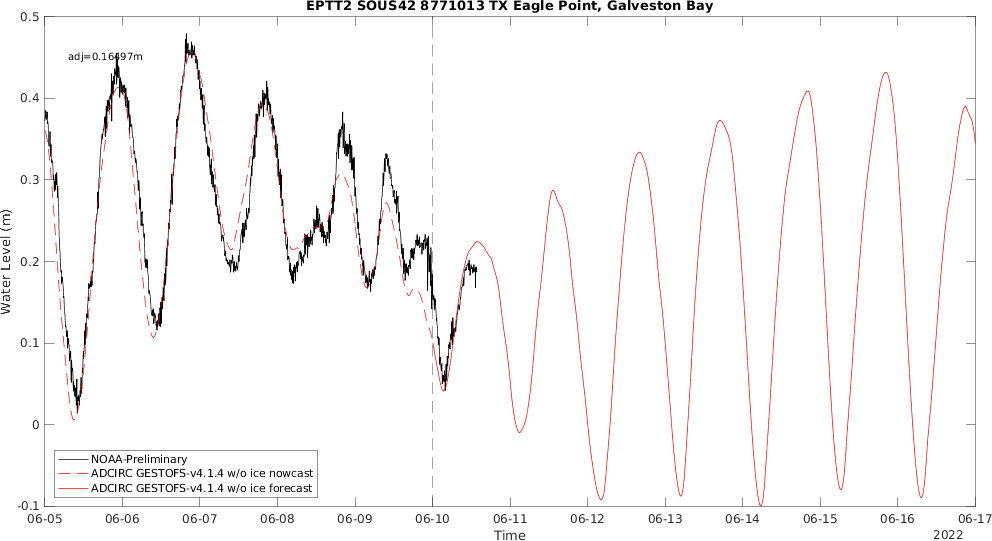 EPTT2 SOUS42 8771013 TX Eagle Point, Galveston Bay
0.5
adj=0.16497m
0.4
0.3
0.2
0.1
0
-0.1
Water Level (m)
NOAA-Preliminary
ADCIRC GESTOFS-v4.1.4 w/o ice nowcast
ADCIRC GESTOFS-v4.1.4 w/o ice forecast
06-05 06-06 06-07 06-08 06-09 06-10 06-11 06-12 06-13 06-14 06-15 06-16 06-17
Time
2022